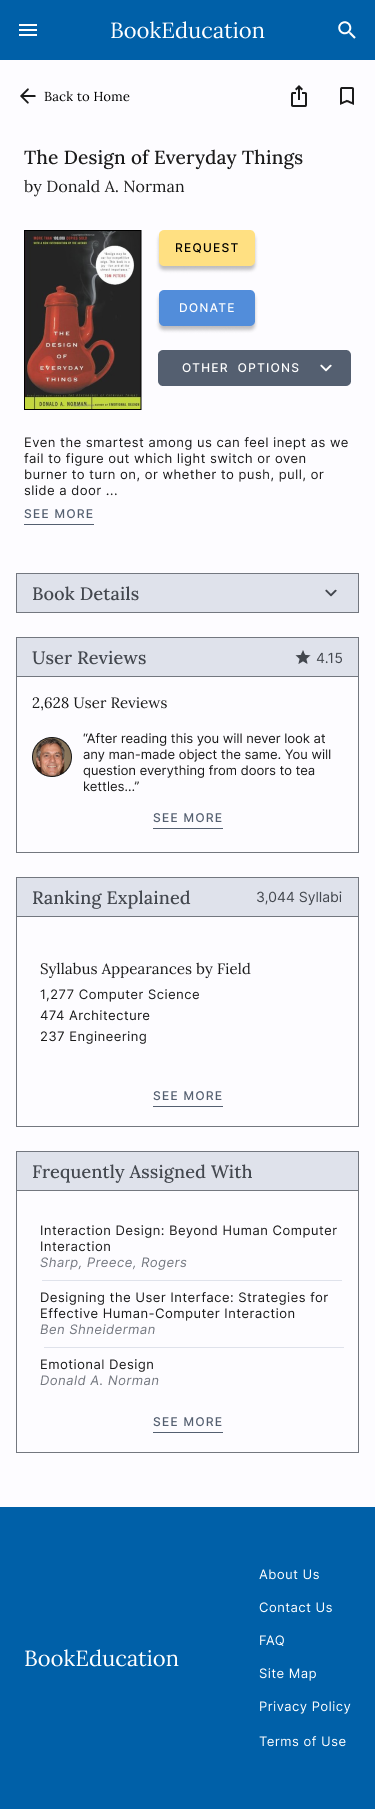 BookEducation
Back to Home
The Design of Everyday Things
by Donald A. Norman
TOM PETERS
THE
DESIGN
OF
EVERYDAY
THINGS
DONALD A. NORMAN
REQUEST
DONATE
OTHER OPTIONS
Even the smartest among us can feel inept as we
fail to figure out which light switch or oven
burner to turn on, or whether to push, pull, or
slide a door ...
SEE MORE
Book Details
User Reviews
4.15
2,628 User Reviews
“After reading this you will never look at
any man-made object the same. You will
question everything from doors to tea
kettles...”
SEE MORE
Ranking Explained
3,044 Syllabi
Syllabus Appearances by Field
1,277 Computer Science
474 Architecture
237 Engineering
SEE MORE
Frequently Assigned With
Interaction Design: Beyond Human Computer
Interaction
Sharp, Preece, Rogers
Designing the User Interface: Strategies for
Effective Human-Computer Interaction
Ben Shneiderman
Emotional Design
Donald A. Norman
SEE MORE
BookEducation
About Us
Contact Us
FAQ
Site Map
Privacy Policy
Terms of Use